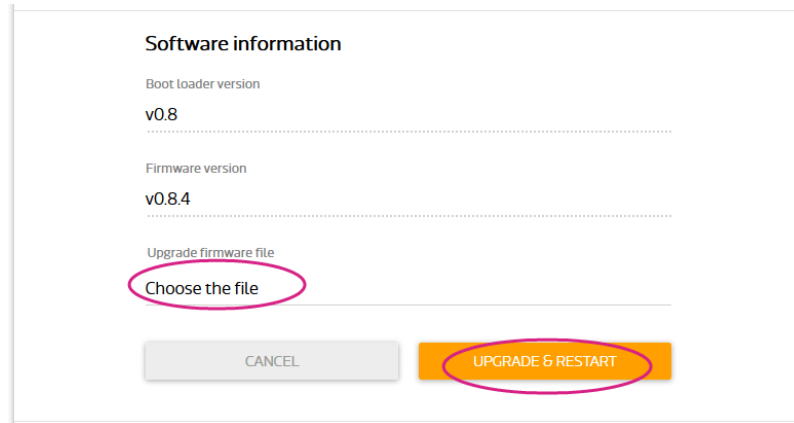 Software information
Boot loader version
v0.8
Firmware version
v0.8.4
Upgrade firmware file
Choose the file
CANCEL
UPGRADE & RESTART